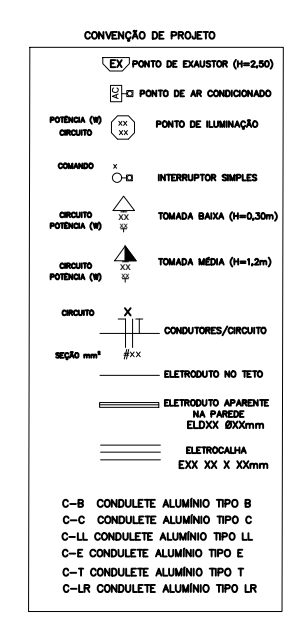 CONVENÇÃO DE PROJETO
EX PONTO DE EXAUSTOR (H=2,50)
AC PONTO DE AR CONDICIONADO
POTÊNCIA (W) XX PONTO DE ILUMINAÇÃO
CIRCUITO XX
COMANDO x
INTERRUPTOR SIMPLES
CIRCUITO XX TOMADA BAIXA (H=0,30m)
POTÊNCIA (W)
CIRCUITO XX TOMADA MÉDIA (H=1,2m)
POTÊNCIA (W)
CIRCUITO X
CONDUTORES/CIRCUITO
SEÇÃO mm² #xx
ELETRODUTO NO TETO
ELETRODUTO APARENTE
NA PAREDE
ELDXX ØXXmm
ELETROCALHA
EXX XX X XXmm
C-B CONDULETE ALUMÍNIO TIPO B
C-C CONDULETE ALUMÍNIO TIPO C
C-LL CONDULETE ALUMÍNIO TIPO LL
C-E CONDULETE ALUMÍNIO TIPO E
C-T CONDULETE ALUMÍNIO TIPO T
C-LR CONDULETE ALUMÍNIO TIPO LR